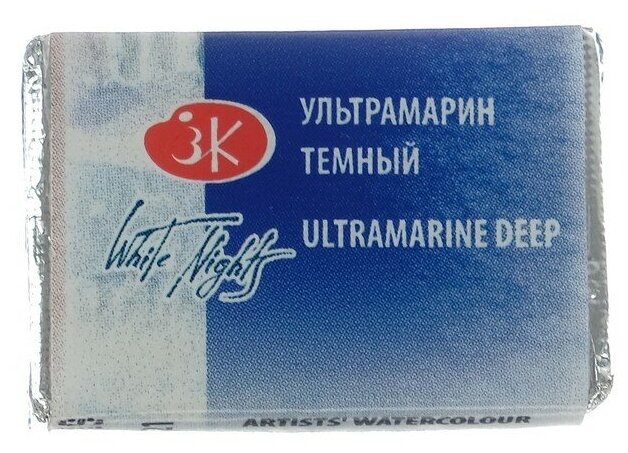 ЗК
УЛЬТРАМАРИН
ТЕМНЫЙ
White Nights
ULTRAMARINE DEEP
ARTISTS' WATERCOLOUR